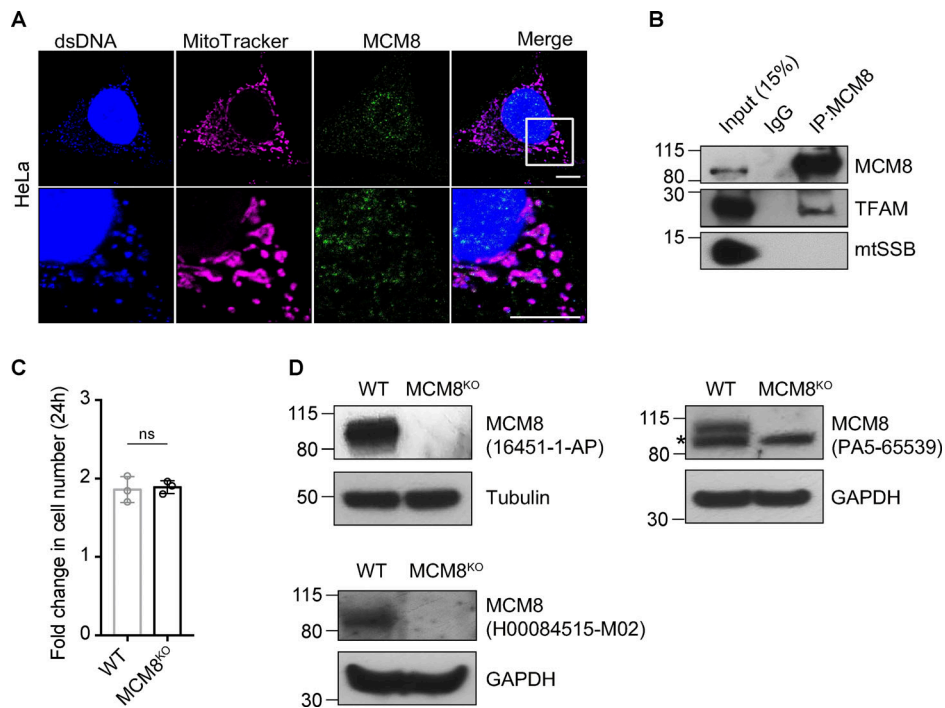 A
dsDNA MitoTracker MCM8 Merge
HeLa
B
Input (15%) IgG IP:MCM8
115
80
MCM8
30
TFAM
15
mtSSB
C
Fold change in cell number (24h)
3
2
1
0
ns
WT MCM8KO
D
WT MCM8KO
115
80
MCM8
(16451-1-AP)
50
Tubulin
WT MCM8KO
115
*
80
MCM8
(PA5-65539)
GAPDH
30
WT MCM8KO
115
80
MCM8
(H00084515-M02)
GAPDH
30